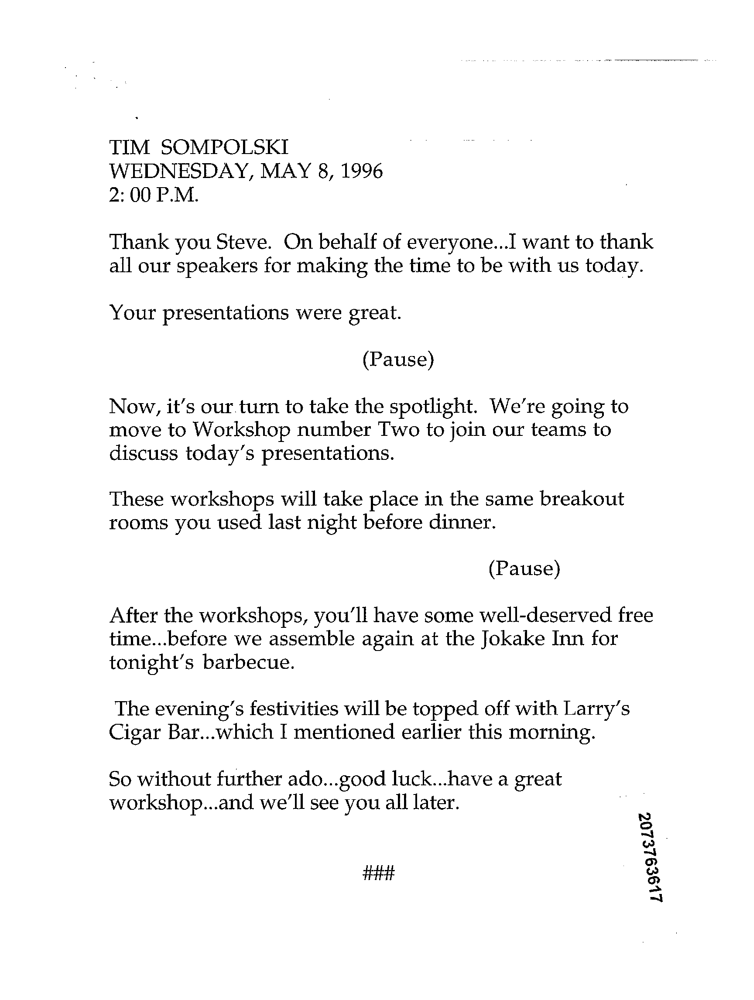 TIM SOMPOLSKI
WEDNESDAY, MAY 8, 1996
2: 00 P.M.
Thank you Steve. On behalf of everyone...I want to thank
all our speakers for making the time to be with us today.
Your presentations were great.
(Pause)
Now, it's our turn to take the spotlight. We're going to
move to Workshop number Two to join our teams to
discuss today's presentations.
These workshops will take place in the same breakout
rooms you used last night before dinner.
(Pause)
After the workshops, you'll have some well-deserved free
time...before we assemble again at the Jokake Inn for
tonight's barbecue.
The evening's festivities will be topped off with Larry's
Cigar Bar...which I mentioned earlier this morning.
So without further ado...good luck...have a great
workshop...and we'll see you all later.
###
2073763617